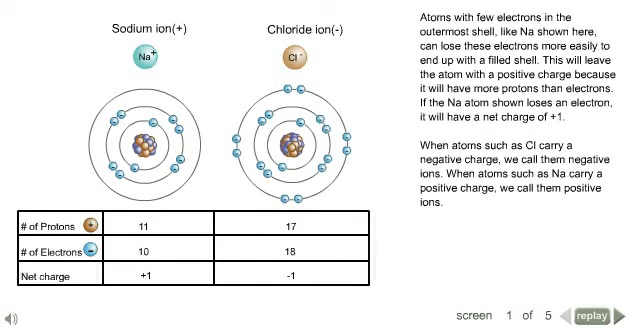 Sodium ion(+) Chloride ion(-)
Na+ Cl-
Atoms with few electrons in the
outermost shell, like Na shown here,
can lose these electrons more easily to
end up with a filled shell. This will leave
the atom with a positive charge because
it will have more protons than electrons.
If the Na atom shown loses an electron,
it will have a net charge of +1.
When atoms such as Cl carry a
negative charge, we call them negative
ions. When atoms such as Na carry a
positive charge, we call them positive
ions.
# of Protons + 11 17
# of Electrons - 10 18
Net charge +1 -1
screen 1 of 5 replay